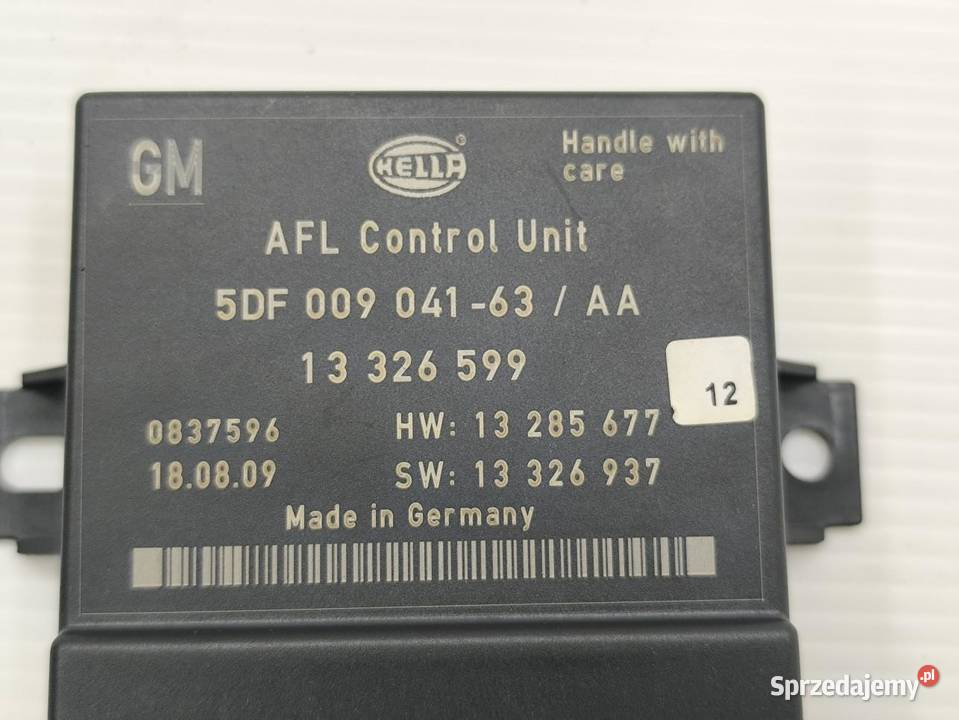 GM
HELLA ®
Handle with
care
AFL Control Unit
5DF 009 041-63 / AA
13 326 599
12
0837596 HW: 13 285 677
18.08.09 SW: 13 326 937
Made in Germany
Sprzedajemy.pl